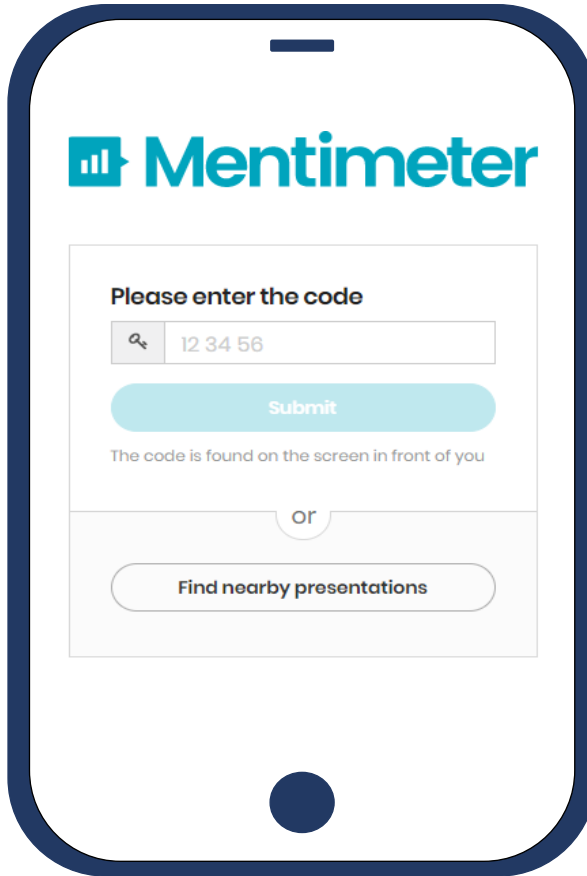 Mentimeter
Please enter the code
12 34 56
Submit
The code is found on the screen in front of you
or
Find nearby presentations